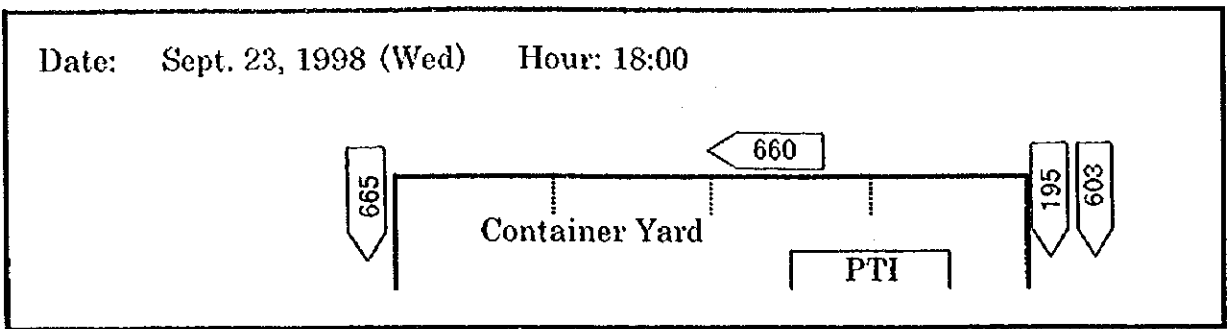 Date: Sept. 23, 1998 (Wed) Hour: 18:00
660
665
195
603
Container Yard
PTI